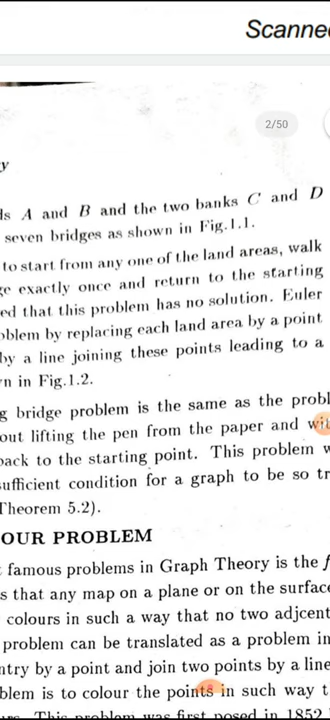 Scanne
2/50
y
ds A and B and the two banks C and D
seven bridges as shown in Fig.1.1.
to start from any one of the land areas, walk
ge exactly once and return to the starting
ed that this problem has no solution. Euler
oblem by replacing each land area by a point
by a line joining these points leading to a
n in Fig.1.2.
g bridge problem is the same as the probl
out lifting the pen from the paper and wit
back to the starting point. This problem w
sufficient condition for a graph to be so tr
Theorem 5.2).
OUR PROBLEM
famous problems in Graph Theory is the f
s that any map on a plane or on the surface
colours in such a way that no two adjcent
problem can be translated as a problem in
ntry by a point and join two points by a line
blem is to colour the points in such way t
urs. This problem was first posed in 1852